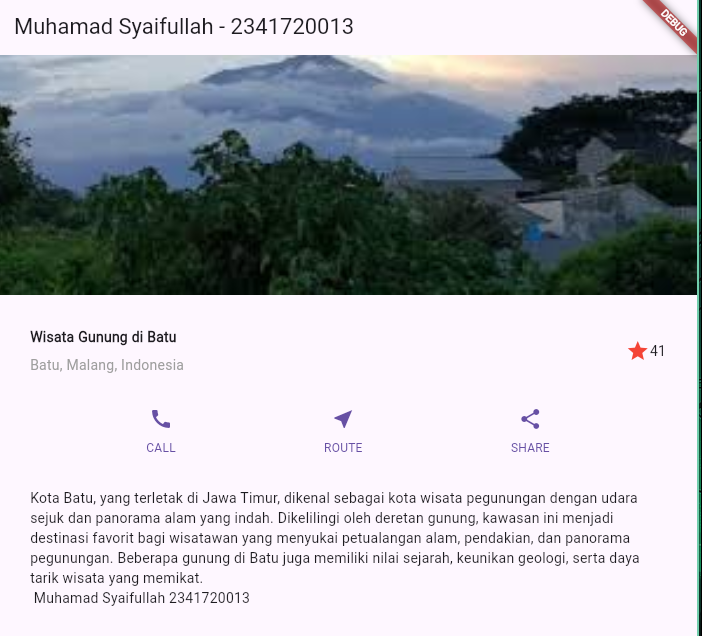 Muhamad Syaifullah - 2341720013
DEBUG
Wisata Gunung di Batu
Batu, Malang, Indonesia
41
CALL
ROUTE
SHARE
Kota Batu, yang terletak di Jawa Timur, dikenal sebagai kota wisata pegunungan dengan udara
sejuk dan panorama alam yang indah. Dikelilingi oleh deretan gunung, kawasan ini menjadi
destinasi favorit bagi wisatawan yang menyukai petualangan alam, pendakian, dan panorama
pegunungan. Beberapa gunung di Batu juga memiliki nilai sejarah, keunikan geologi, serta daya
tarik wisata yang memikat.
Muhamad Syaifullah 2341720013